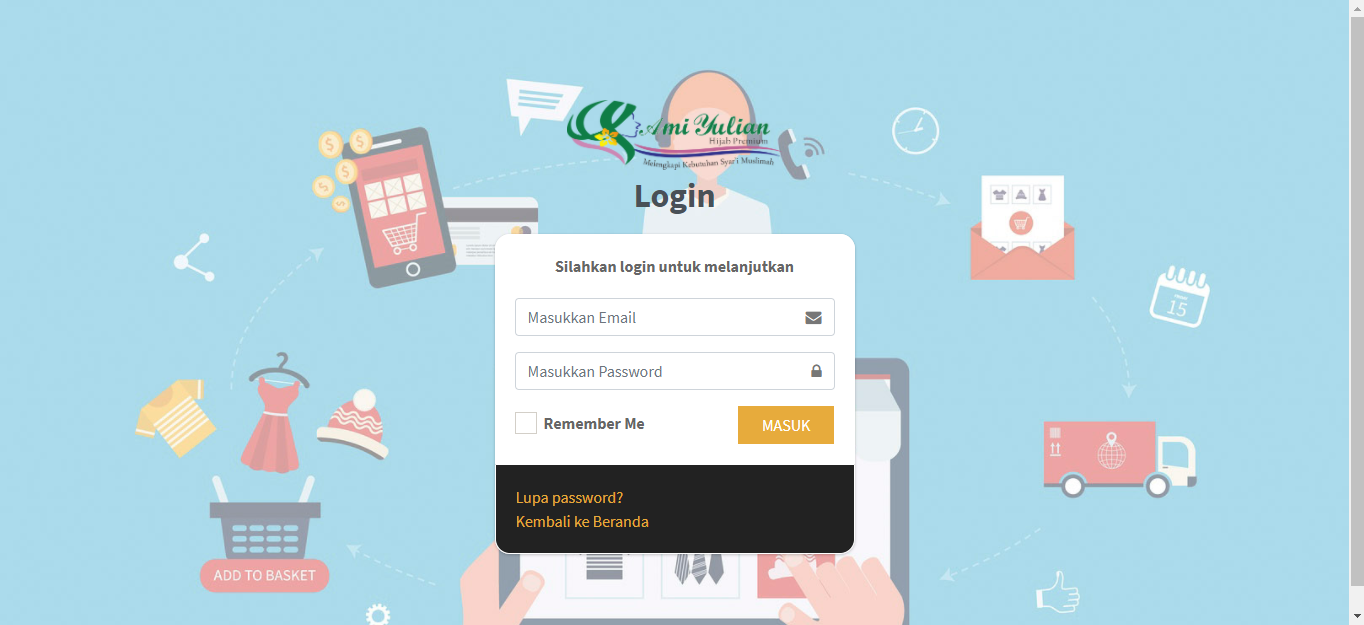 Ami Yulian
Hijab Premium
Melengkapi Kebutuhan Syar'i Muslimah
Login
Silahkan login untuk melanjutkan
Masukkan Email
Masukkan Password
Remember Me
MASUK
Lupa password?
Kembali ke Beranda
$
$
$
$
$
15
ADD TO BASKET